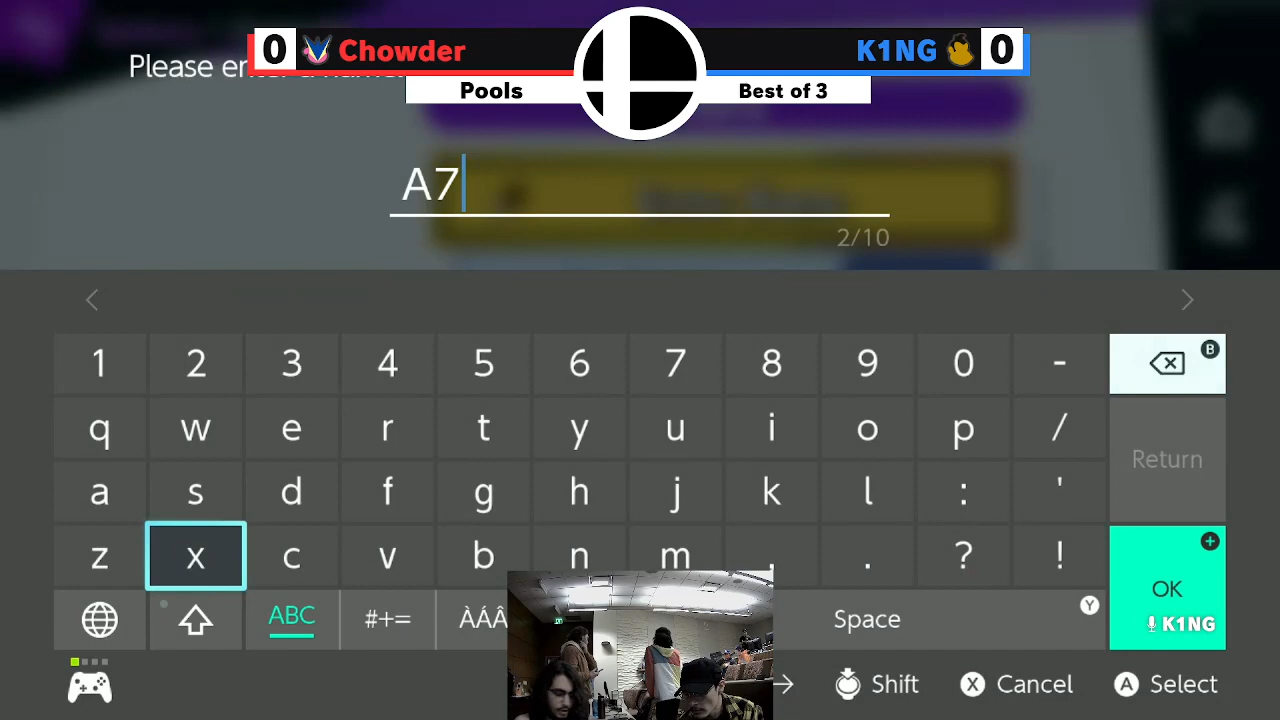 0 Chowder K1NG 0
Please en
Pools Best of 3
A7
2/10
1 2 3 4 5 6 7 8 9 0 - B
q w e r t y u i o p /
Return
a s d f g h j k l : '
z x c v b n m . ? ! +
OK
ABC #+= ÀÁÂ Space Y
K1NG
Shift X Cancel A Select